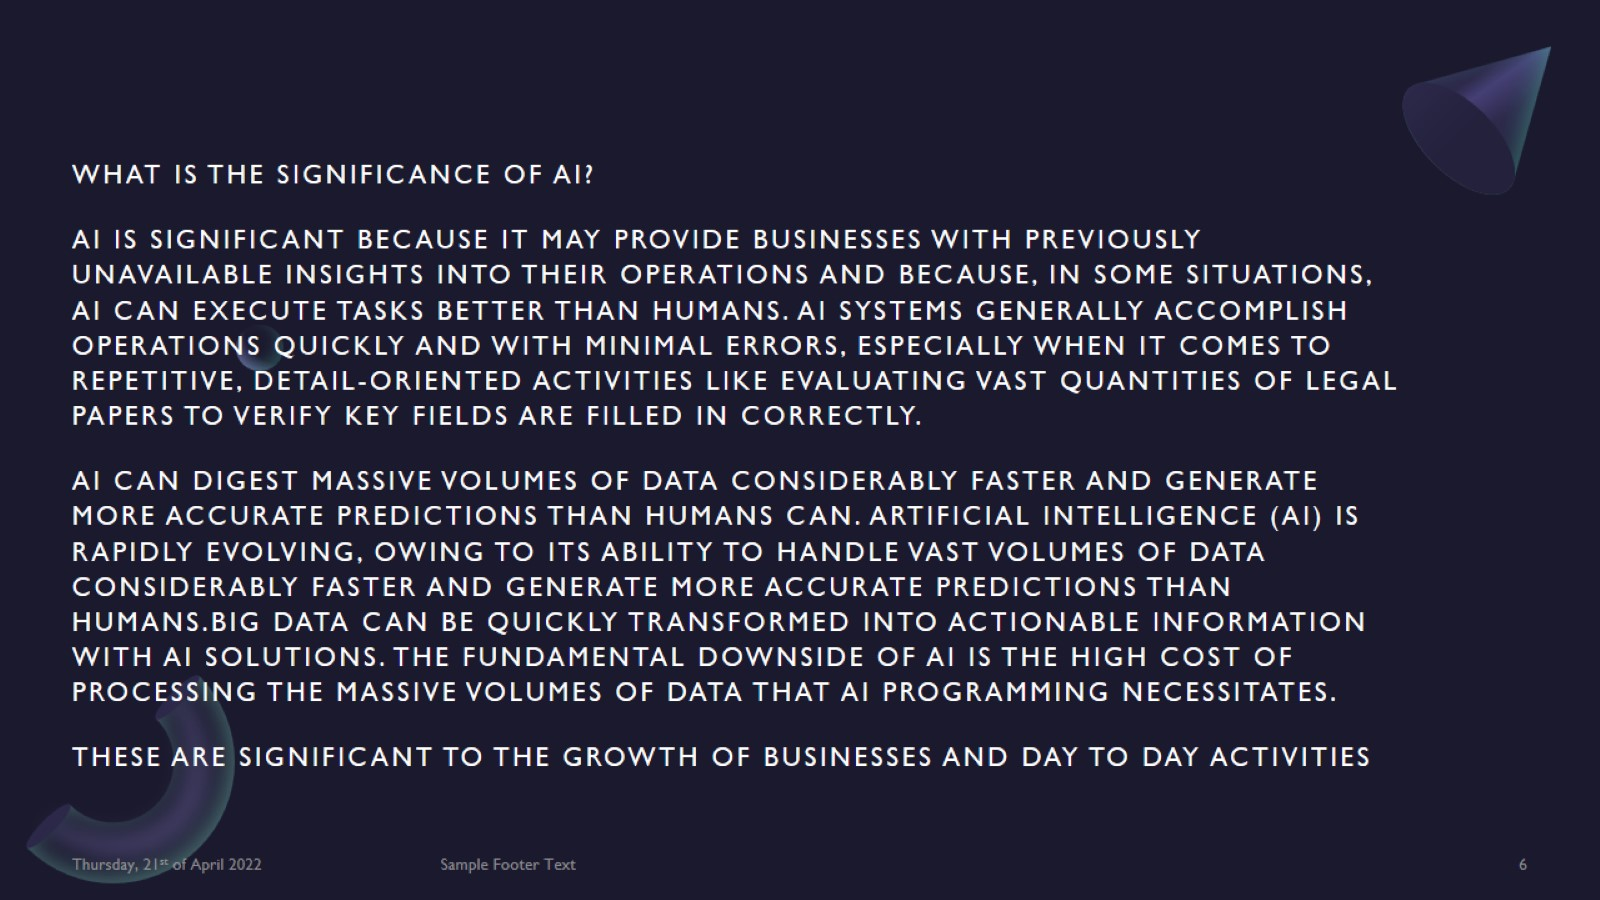 WHAT IS THE SIGNIFICANCE OF AI?
AI IS SIGNIFICANT BECAUSE IT MAY PROVIDE BUSINESSES WITH PREVIOUSLY
UNAVAILABLE INSIGHTS INTO THEIR OPERATIONS AND BECAUSE, IN SOME SITUATIONS,
AI CAN EXECUTE TASKS BETTER THAN HUMANS. AI SYSTEMS GENERALLY ACCOMPLISH
OPERATIONS QUICKLY AND WITH MINIMAL ERRORS, ESPECIALLY WHEN IT COMES TO
REPETITIVE, DETAIL-ORIENTED ACTIVITIES LIKE EVALUATING VAST QUANTITIES OF LEGAL
PAPERS TO VERIFY KEY FIELDS ARE FILLED IN CORRECTLY.
AI CAN DIGEST MASSIVE VOLUMES OF DATA CONSIDERABLY FASTER AND GENERATE
MORE ACCURATE PREDICTIONS THAN HUMANS CAN. ARTIFICIAL INTELLIGENCE (AI) IS
RAPIDLY EVOLVING, OWING TO ITS ABILITY TO HANDLE VAST VOLUMES OF DATA
CONSIDERABLY FASTER AND GENERATE MORE ACCURATE PREDICTIONS THAN
HUMANS.BIG DATA CAN BE QUICKLY TRANSFORMED INTO ACTIONABLE INFORMATION
WITH AI SOLUTIONS. THE FUNDAMENTAL DOWNSIDE OF AI IS THE HIGH COST OF
PROCESSING THE MASSIVE VOLUMES OF DATA THAT AI PROGRAMMING NECESSITATES.
THESE ARE SIGNIFICANT TO THE GROWTH OF BUSINESSES AND DAY TO DAY ACTIVITIES
Thursday, 21st of April 2022
Sample Footer Text
6